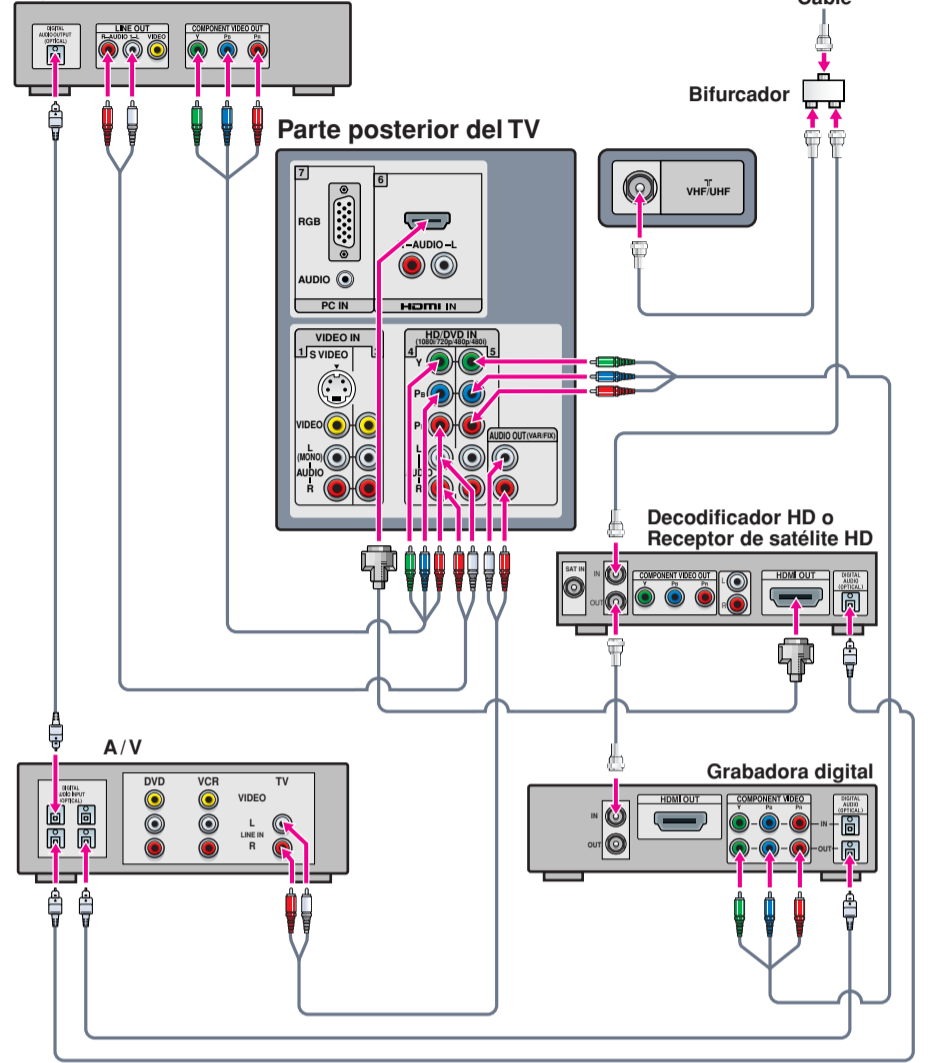 Cable
DIGITAL
AUDIO OUTPUT
(OPTICAL)
LINE OUT
R–AUDIO–L VIDEO
COMPONENT VIDEO OUT
Y PB PR
Bifurcador
Parte posterior del TV
7
RGB
AUDIO
PC IN
6
–AUDIO–L
HDMI IN
VHF/UHF
VIDEO IN
1
S VIDEO
VIDEO
L
(MONO)
AUDIO
R
HD/DVD IN
(1080i/720p/480p/480i)
4
5
Y
PB
P
L
R
AUDIO OUT (VAR/FIX)
Decodificador HD o
Receptor de satélite HD
SAT IN
IN
OUT
COMPONENT VIDEO OUT
Y PB PR
L
R
HDMI OUT
DIGITAL
AUDIO
(OPTICAL)
A/V
DIGITAL
AUDIO INPUT
(OPTICAL)
DVD
VCR
TV
VIDEO
L
LINE IN
R
Grabadora digital
IN
OUT
HDMI OUT
COMPONENT VIDEO
Y PB PR
IN
OUT
DIGITAL
AUDIO
(OPTICAL)